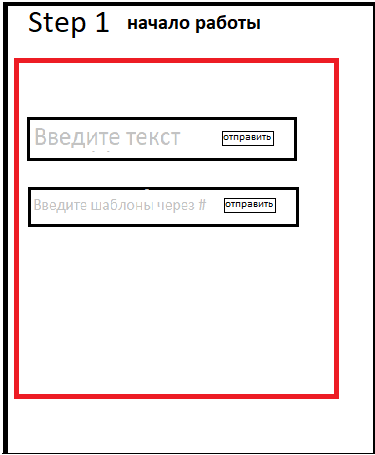 Step 1 начало работы
Введите текст отправить
Введите шаблоны через # отправить